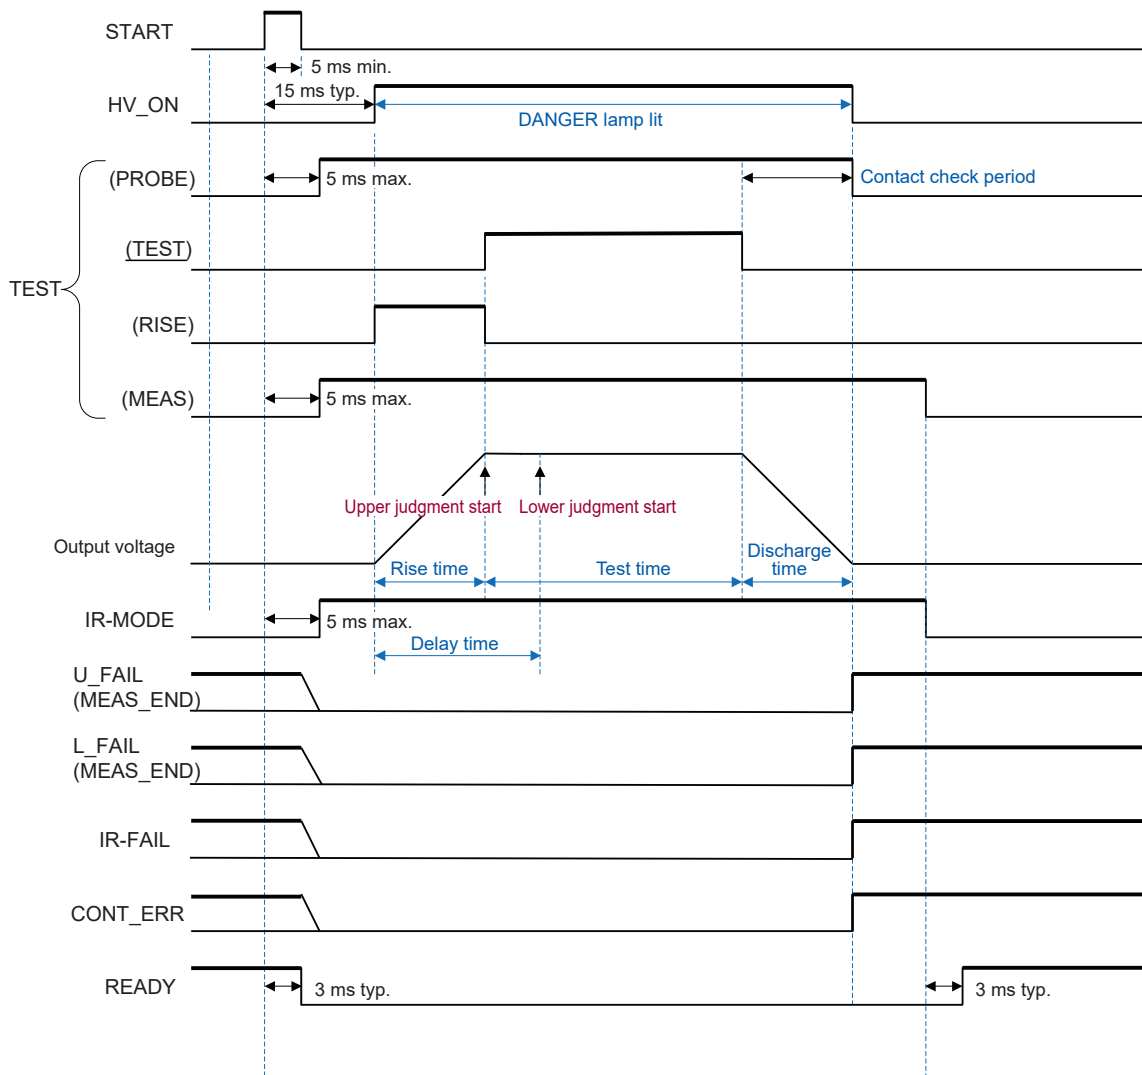 START
5 ms min.
15 ms typ.
HV_ON
DANGER lamp lit
(PROBE)
5 ms max.
Contact check period
(TEST)
TEST
(RISE)
(MEAS)
5 ms max.
Upper judgment start
Lower judgment start
Output voltage
Rise time
Test time
Discharge
time
IR-MODE
5 ms max.
Delay time
U_FAIL
(MEAS_END)
L_FAIL
(MEAS_END)
IR-FAIL
CONT_ERR
READY
3 ms typ.
3 ms typ.